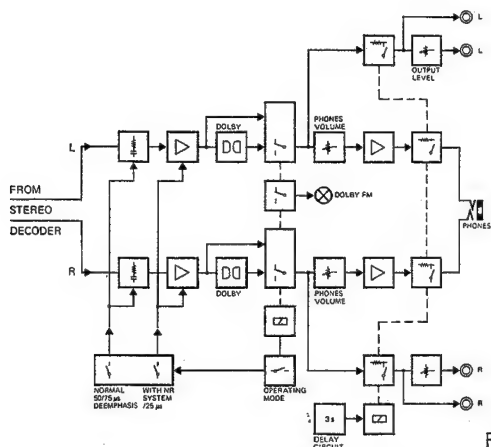 L
L
OUTPUT
LEVEL
DOLBY
PHONES
VOLUME
L
FROM
STEREO
DECODER
DOLBY FM
PHONES
R
DOLBY
PHONES
VOLUME
NORMAL
50/75 µs
DEEMPHASIS
WITH NR
SYSTEM
/25 µs
OPERATING
MODE
3s
DELAY
CIRCUIT
R
R